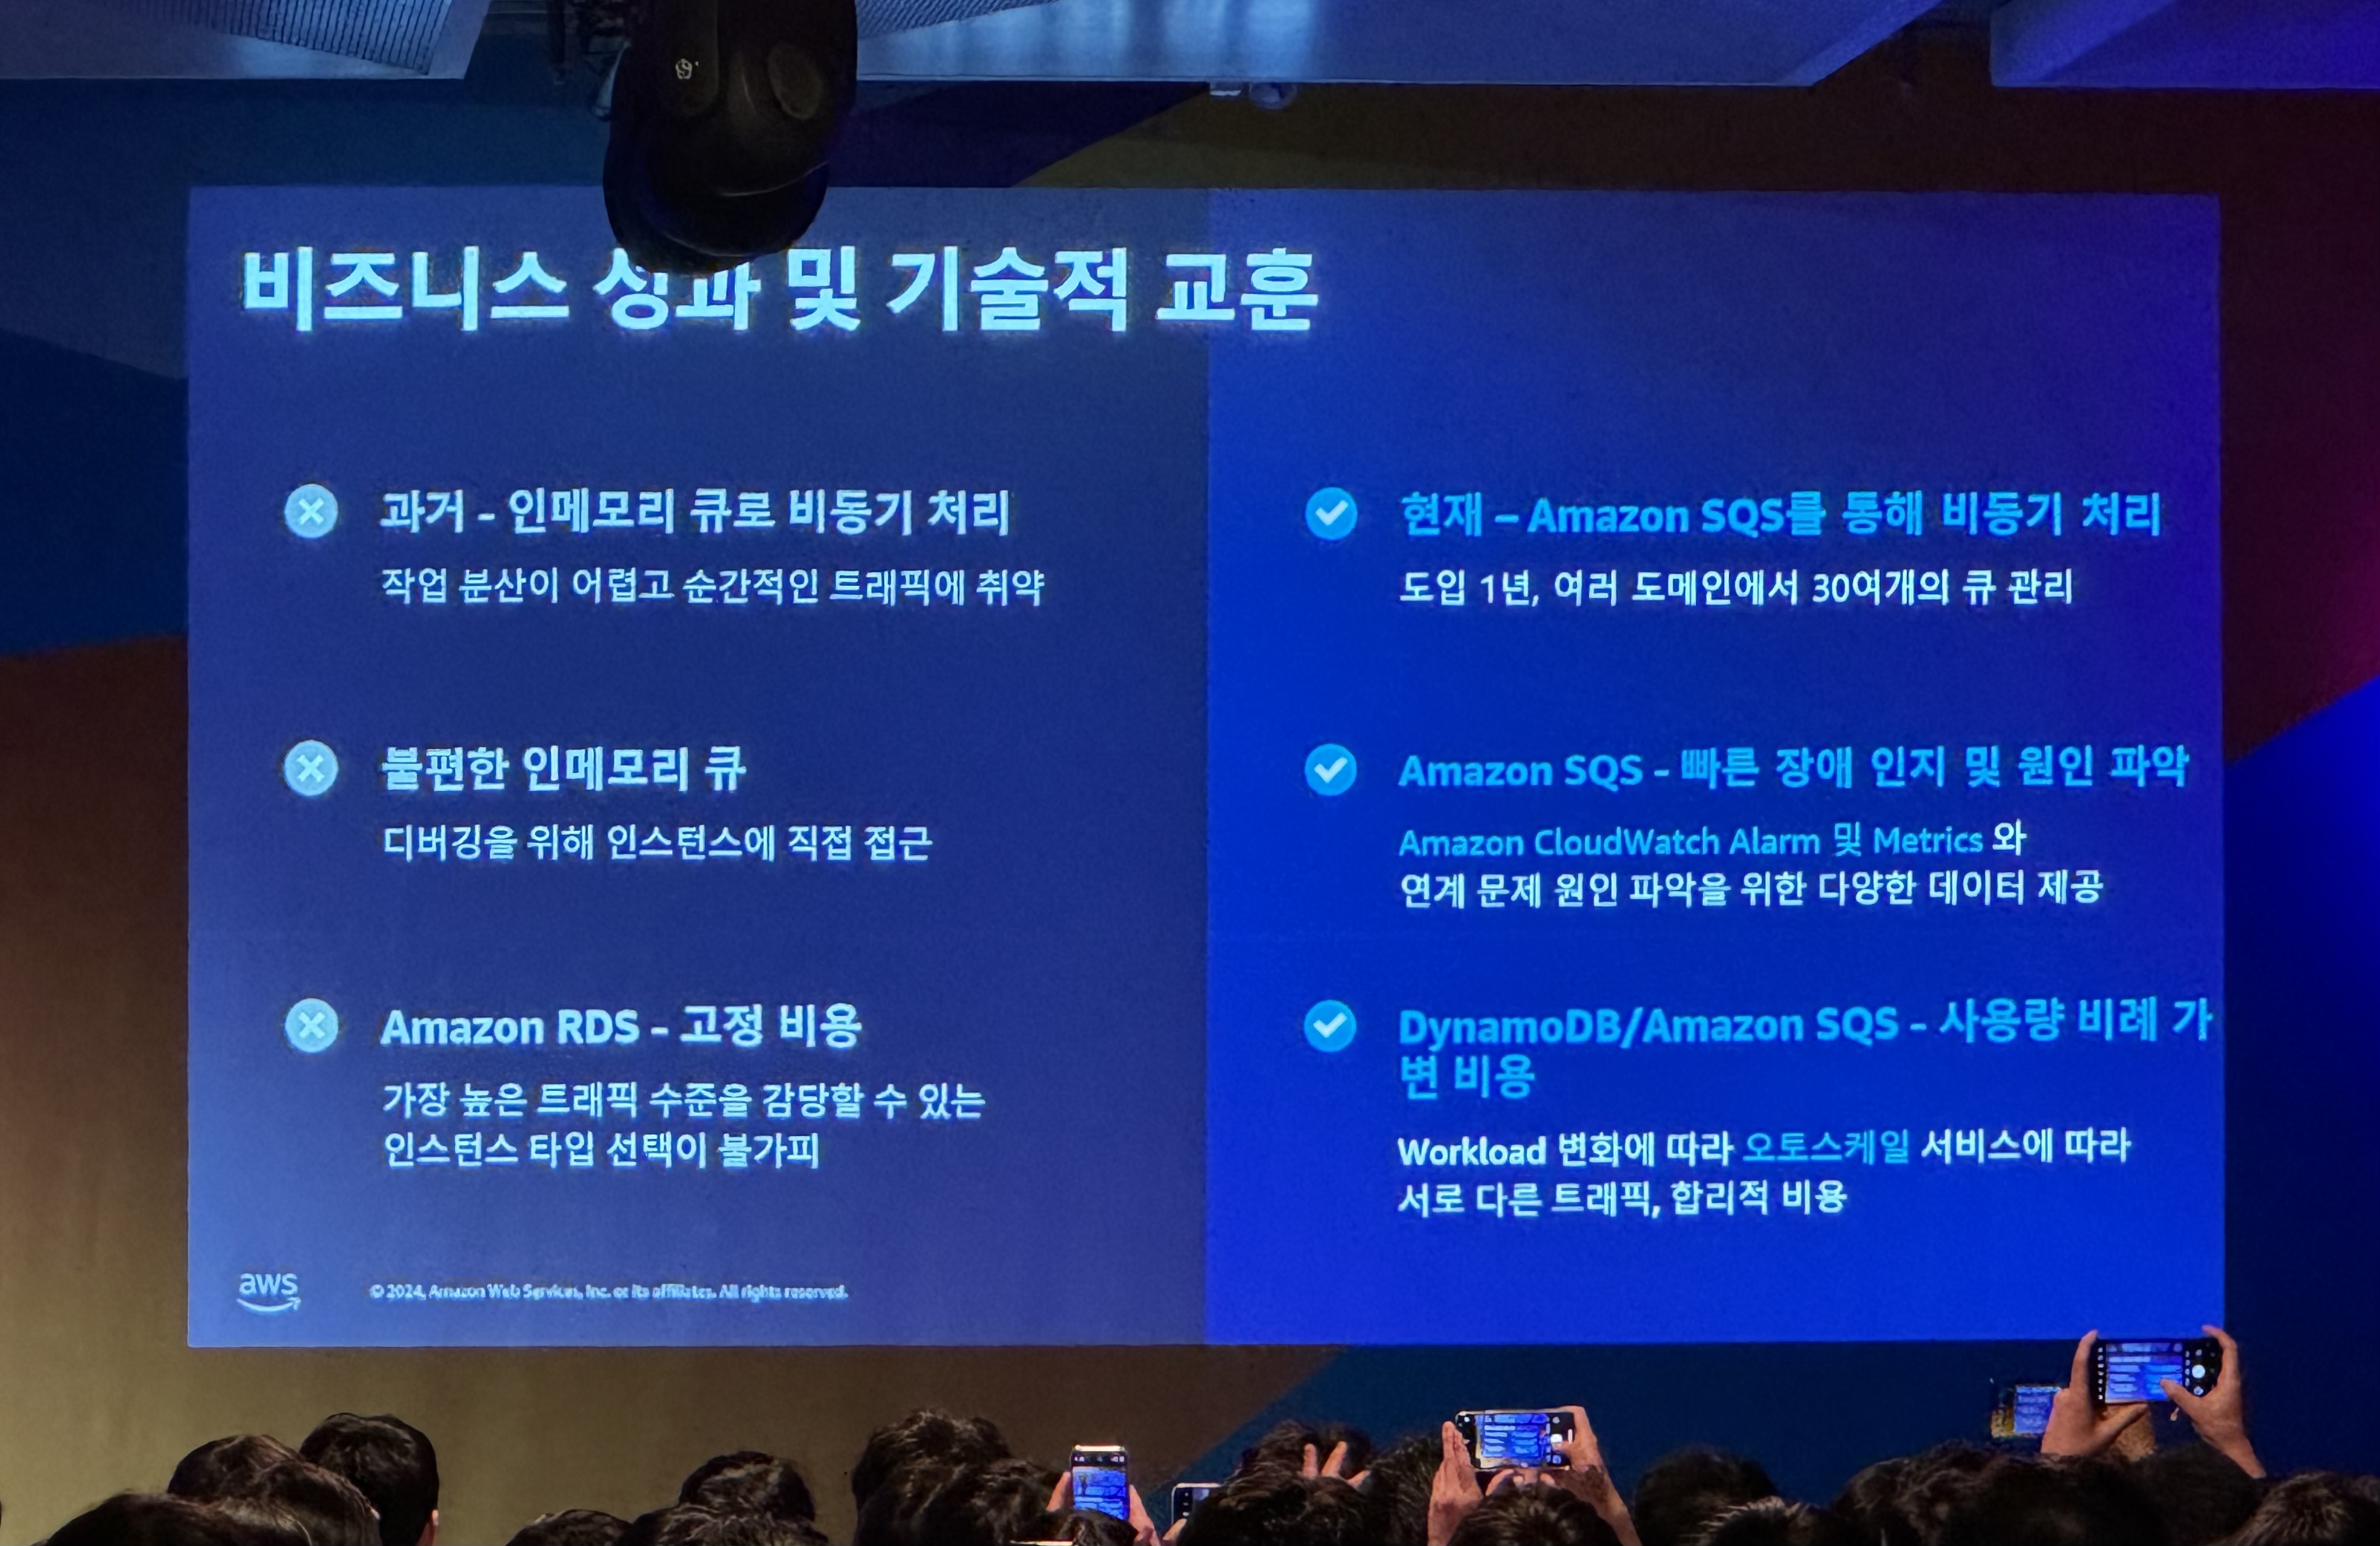 비즈니스 성과 및 기술적 교훈
과거 - 인메모리 큐로 비동기 처리
작업 분산이 어렵고 순간적인 트래픽에 취약
불편한 인메모리 큐
디버깅을 위해 인스턴스에 직접 접근
Amazon RDS - 고정 비용
가장 높은 트래픽 수준을 감당할 수 있는
인스턴스 타입 선택이 불가피
현재 – Amazon SQS를 통해 비동기 처리
도입 1년, 여러 도메인에서 30여개의 큐 관리
Amazon SQS - 빠른 장애 인지 및 원인 파악
Amazon CloudWatch Alarm 및 Metrics 와
연계 문제 원인 파악을 위한 다양한 데이터 제공
DynamoDB/Amazon SQS - 사용량 비례 가
변 비용
Workload 변화에 따라 오토스케일 서비스에 따라
서로 다른 트래픽, 합리적 비용
aws
© 2024, Amazon Web Services, Inc. or its affiliates. All rights reserved.